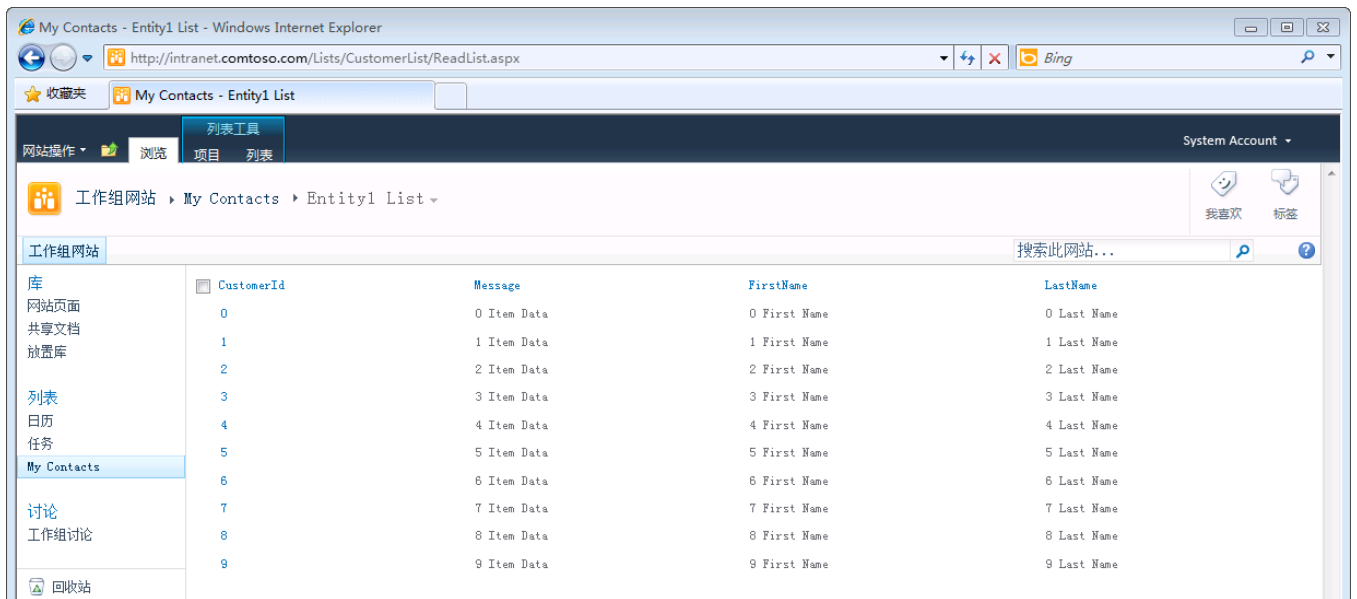 My Contacts - Entity1 List - Windows Internet Explorer
http://intranet.comtoso.com/Lists/CustomerList/ReadList.aspx
Bing
收藏夹
My Contacts - Entity1 List
列表工具
网站操作
浏览
项目
列表
System Account
工作组网站 My Contacts Entity1 List
我喜欢
标签
工作组网站
搜索此网站...
库
网站页面
共享文档
放置库
列表
日历
任务
My Contacts
讨论
工作组讨论
回收站
CustomerId Message FirstName LastName
0 0 Item Data 0 First Name 0 Last Name
1 1 Item Data 1 First Name 1 Last Name
2 2 Item Data 2 First Name 2 Last Name
3 3 Item Data 3 First Name 3 Last Name
4 4 Item Data 4 First Name 4 Last Name
5 5 Item Data 5 First Name 5 Last Name
6 6 Item Data 6 First Name 6 Last Name
7 7 Item Data 7 First Name 7 Last Name
8 8 Item Data 8 First Name 8 Last Name
9 9 Item Data 9 First Name 9 Last Name